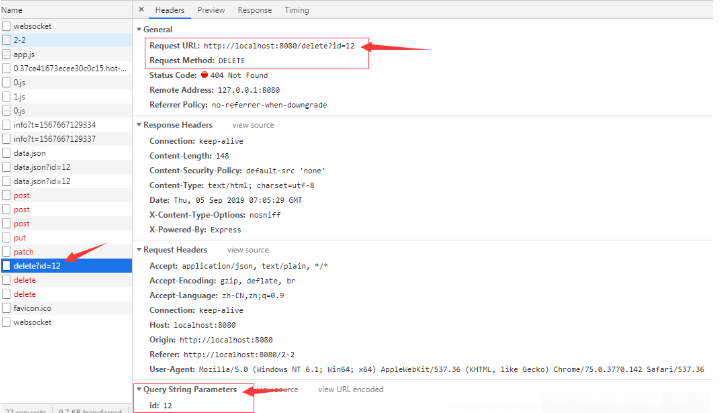 Name
× Headers Preview Response Timing
websocket
2-2
app.js
0.37ce41673ecee30c0c15.hot-...
0.js
1.js
0.js
info?t=1567667129334
info?t=1567667129337
data.json
data.json?id=12
data.json?id=12
post
post
post
put
patch
delete?id=12
delete
delete
favicon.ico
websocket
General
Request URL: http://localhost:8080/delete?id=12
Request Method: DELETE
Status Code: 404 Not Found
Remote Address: 127.0.0.1:8080
Referrer Policy: no-referrer-when-downgrade
Response Headers view source
Connection: keep-alive
Content-Length: 148
Content-Security-Policy: default-src 'none'
Content-Type: text/html; charset=utf-8
Date: Thu, 05 Sep 2019 07:05:29 GMT
X-Content-Type-Options: nosniff
X-Powered-By: Express
Request Headers view source
Accept: application/json, text/plain, */*
Accept-Encoding: gzip, deflate, br
Accept-Language: zh-CN,zh;q=0.9
Connection: keep-alive
Host: localhost:8080
Origin: http://localhost:8080
Referer: http://localhost:8080/2-2
User-Agent: Mozilla/5.0 (Windows NT 6.1; Win64; x64) AppleWebKit/537.36 (KHTML, like Gecko) Chrome/75.0.3770.142 Safari/537.36
Query String Parameters view source view URL encoded
id: 12
22 requests 9.7 KB transferred